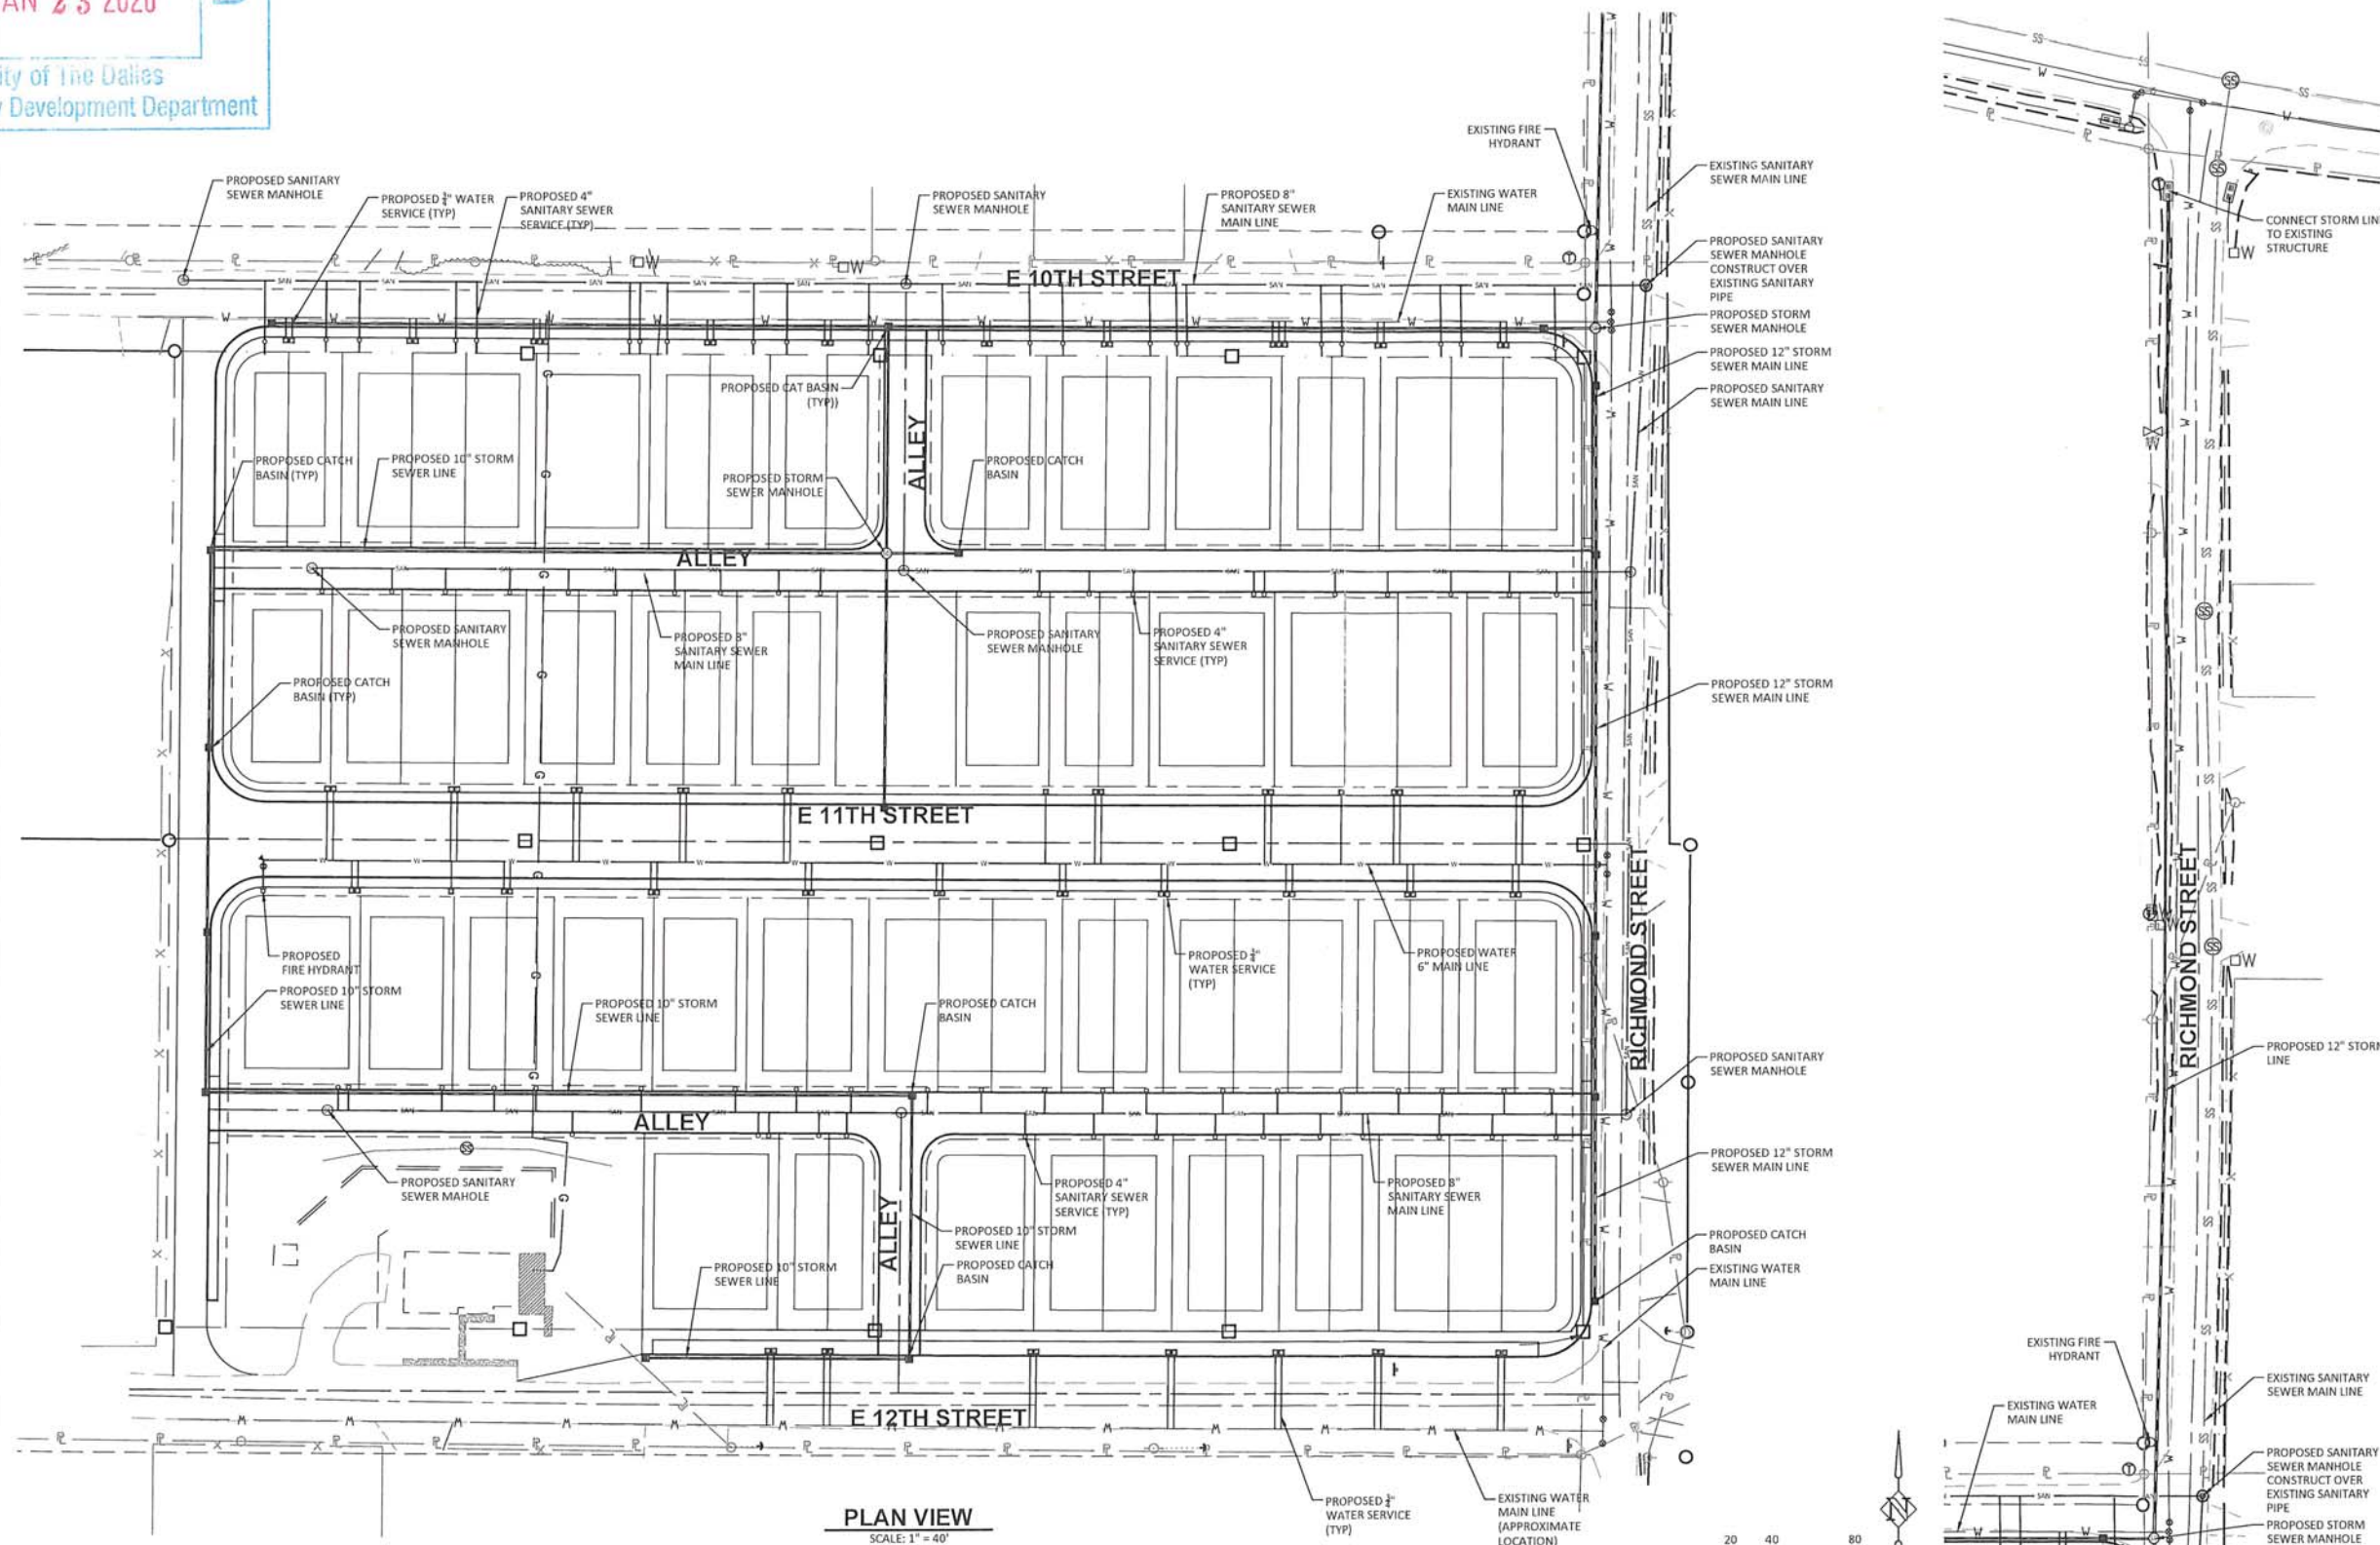 2020
City of The Dalles
Development Department
PROPOSED SANITARY
SEWER MANHOLE
PROPOSED 3/4" WATER
SERVICE (TYP)
PROPOSED 4"
SANITARY SEWER
SERVICE (TYP)
PROPOSED SANITARY
SEWER MANHOLE
PROPOSED 8"
SANITARY SEWER
MAIN LINE
EXISTING WATER
MAIN LINE
EXISTING FIRE
HYDRANT
EXISTING SANITARY
SEWER MAIN LINE
PROPOSED SANITARY
SEWER MANHOLE
CONSTRUCT OVER
EXISTING SANITARY
PIPE
PROPOSED STORM
SEWER MANHOLE
PROPOSED 12" STORM
SEWER MAIN LINE
PROPOSED SANITARY
SEWER MAIN LINE
E 10TH STREET
PROPOSED CAT BASIN
(TYP))
ALLEY
PROPOSED CATCH
BASIN (TYP)
PROPOSED 10" STORM
SEWER LINE
PROPOSED STORM
SEWER MANHOLE
PROPOSED CATCH
BASIN
ALLEY
PROPOSED SANITARY
SEWER MANHOLE
PROPOSED 8"
SANITARY SEWER
MAIN LINE
PROPOSED SANITARY
SEWER MANHOLE
PROPOSED 4"
SANITARY SEWER
SERVICE (TYP)
PROPOSED CATCH
BASIN (TYP)
PROPOSED 12" STORM
SEWER MAIN LINE
E 11TH STREET
RICHMOND STREET
PROPOSED
FIRE HYDRANT
PROPOSED 10" STORM
SEWER LINE
PROPOSED 10" STORM
SEWER LINE
PROPOSED CATCH
BASIN
PROPOSED 3/4"
WATER SERVICE
(TYP)
PROPOSED WATER
6" MAIN LINE
PROPOSED SANITARY
SEWER MANHOLE
ALLEY
PROPOSED SANITARY
SEWER MAHOLE
PROPOSED 4"
SANITARY SEWER
SERVICE (TYP)
PROPOSED 8"
SANITARY SEWER
MAIN LINE
PROPOSED 12" STORM
SEWER MAIN LINE
ALLEY
PROPOSED 10" STORM
SEWER LINE
PROPOSED 10" STORM
SEWER LINE
PROPOSED CATCH
BASIN
PROPOSED CATCH
BASIN
EXISTING WATER
MAIN LINE
E 12TH STREET
PROPOSED 3/4"
WATER SERVICE
(TYP)
EXISTING WATER
MAIN LINE
(APPROXIMATE
LOCATION)
PLAN VIEW
SCALE: 1" = 40'
20 40 80
N
CONNECT STORM LIN
TO EXISTING
STRUCTURE
RICHMOND STREET
PROPOSED 12" STORM
LINE
EXISTING FIRE
HYDRANT
EXISTING WATER
MAIN LINE
EXISTING SANITARY
SEWER MAIN LINE
PROPOSED SANITARY
SEWER MANHOLE
CONSTRUCT OVER
EXISTING SANITARY
PIPE
PROPOSED STORM
SEWER MANHOLE